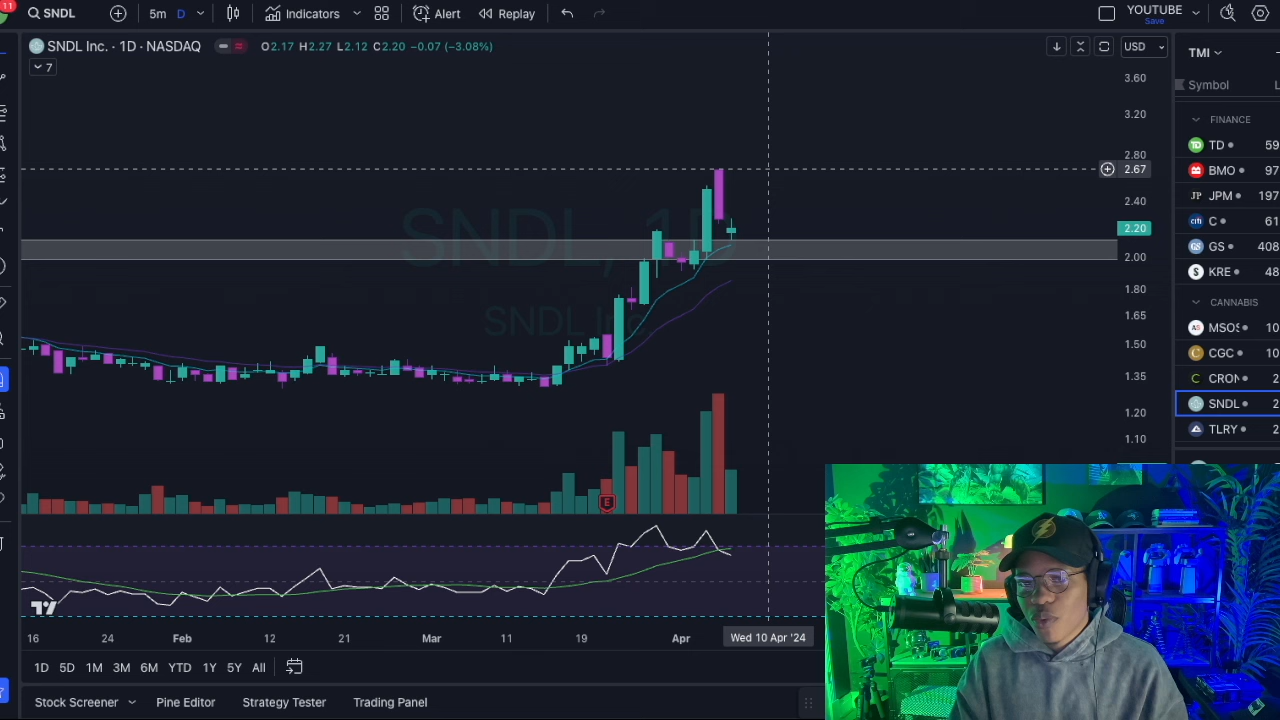 11
SNDL
5m D
Indicators
Alert
Replay
YOUTUBE
Save
SNDL Inc. · 1D · NASDAQ
O2.17 H2.27 L2.12 C2.20 -0.07 (-3.08%)
USD
7
TMI
Symbol
L
SNDL, 1D
SNDL Inc.
3.60
3.20
2.80
2.67
2.40
2.20
2.00
1.80
1.65
1.50
1.35
1.20
1.10
FINANCE
TD 59
BMO 97
JPM 197
C 61
GS 408
KRE 48
CANNABIS
MSOS 10
CGC 10
CRON 2
SNDL 2
TLRY 2
E
16 24 Feb 12 21 Mar 11 19 Apr Wed 10 Apr '24
1D 5D 1M 3M 6M YTD 1Y 5Y All
Stock Screener Pine Editor Strategy Tester Trading Panel